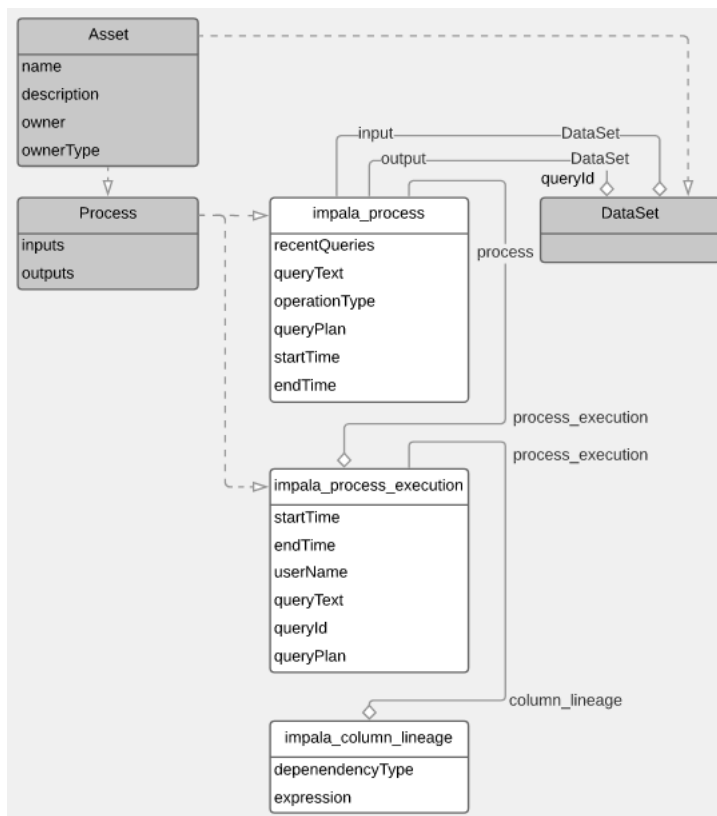 Asset
name
description
owner
ownerType
input
DataSet
output
DataSet
queryId
Process
inputs
outputs
impala_process
recentQueries
queryText
operationType
queryPlan
startTime
endTime
DataSet
process
process_execution
process_execution
impala_process_execution
startTime
endTime
userName
queryText
queryId
queryPlan
column_lineage
impala_column_lineage
depenendencyType
expression